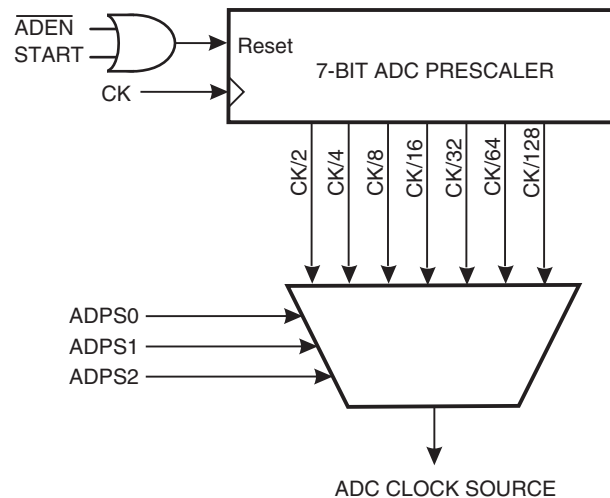 ADEN
START
Reset
7-BIT ADC PRESCALER
CK
CK/2
CK/4
CK/8
CK/16
CK/32
CK/64
CK/128
ADPS0
ADPS1
ADPS2
ADC CLOCK SOURCE